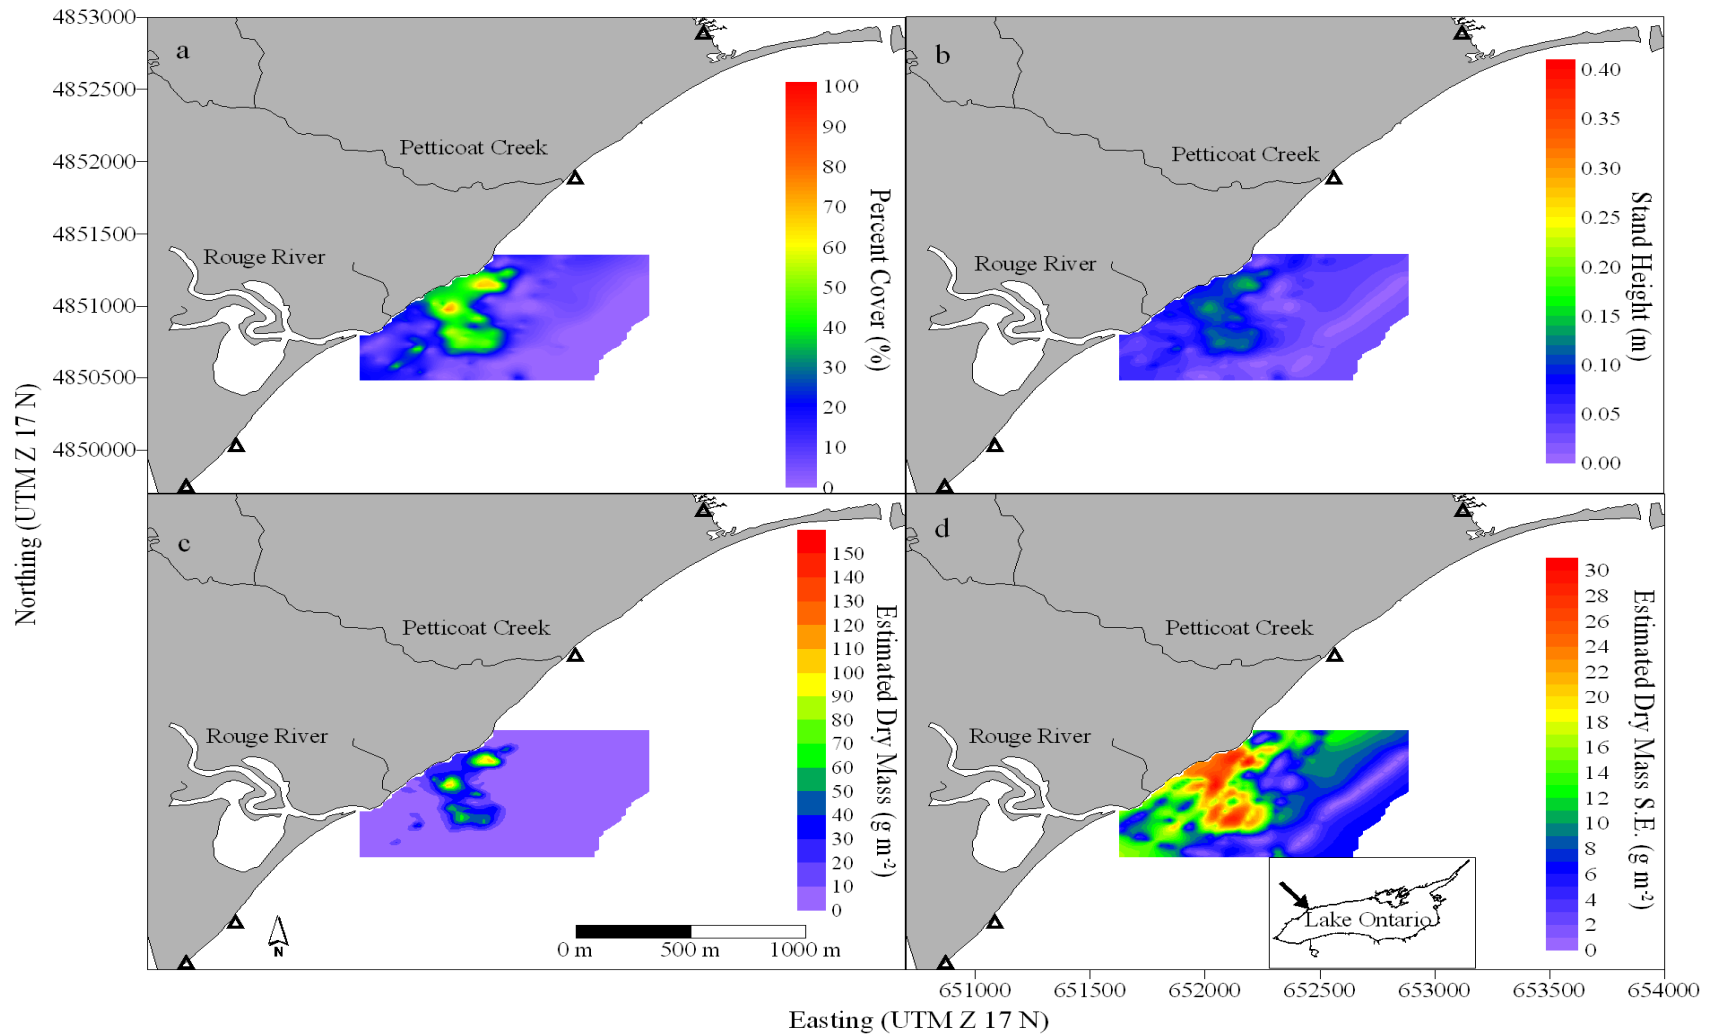 4853000
4852500
4852000
4851500
4851000
4850500
4850000
Northing (UTM Z 17 N)
a
Petticoat Creek
Rouge River
100
90
80
70
60
50
40
30
20
10
0
Percent Cover (%)
b
Petticoat Creek
Rouge River
0.40
0.35
0.30
0.25
0.20
0.15
0.10
0.05
0.00
Stand Height (m)
c
Petticoat Creek
Rouge River
150
140
130
120
110
100
90
80
70
60
50
40
30
20
10
0
Estimated Dry Mass (g m⁻²)
N
0 m 500 m 1000 m
d
Petticoat Creek
Rouge River
30
28
26
24
22
20
18
16
14
12
10
8
6
4
2
0
Estimated Dry Mass S.E. (g m⁻²)
Lake Ontario
651000 651500 652000 652500 653000 653500 654000
Easting (UTM Z 17 N)